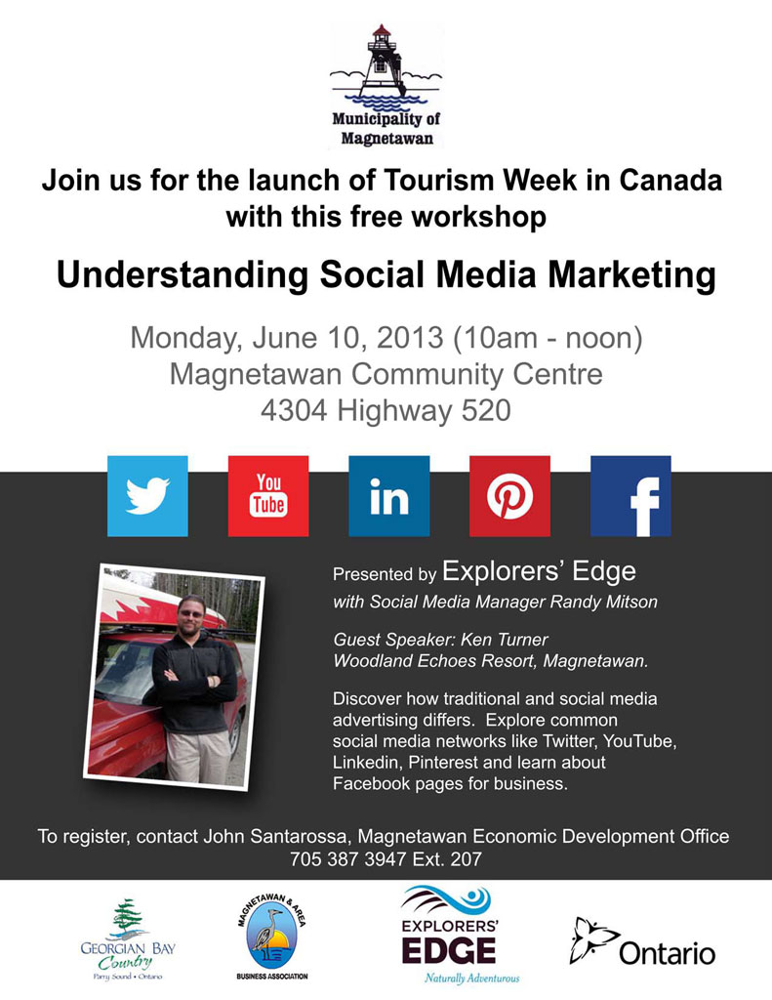 Municipality of
Magnetawan
Join us for the launch of Tourism Week in Canada
with this free workshop
Understanding Social Media Marketing
Monday, June 10, 2013 (10am - noon)
Magnetawan Community Centre
4304 Highway 520
You
Tube
in
Presented by Explorers’ Edge
with Social Media Manager Randy Mitson
Guest Speaker: Ken Turner
Woodland Echoes Resort, Magnetawan.
Discover how traditional and social media
advertising differs.  Explore common
social media networks like Twitter, YouTube,
Linkedin, Pinterest and learn about
Facebook pages for business.
To register, contact John Santarossa, Magnetawan Economic Development Office
705 387 3947 Ext. 207
GEORGIAN BAY
Country
Parry Sound • Ontario
MAGNETAWAN & AREA
BUSINESS ASSOCIATION
EXPLORERS’
EDGE
Naturally Adventurous
Ontario